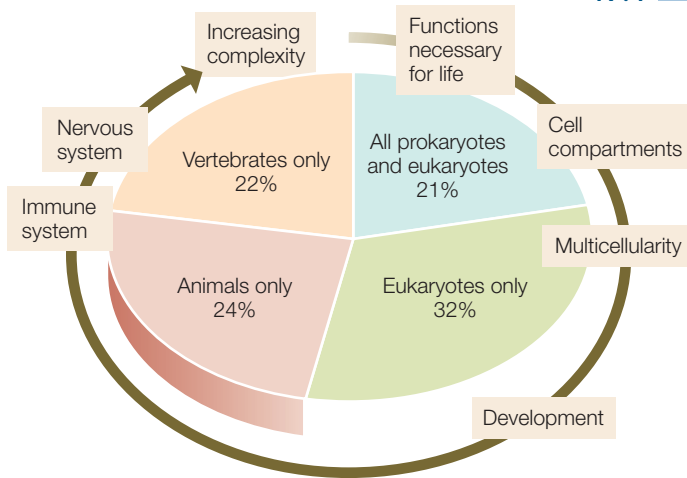 Increasing
complexity
Functions
necessary
for life
Nervous
system
Cell
compartments
Vertebrates only
22%
All prokaryotes
and eukaryotes
21%
Immune
system
Multicellularity
Animals only
24%
Eukaryotes only
32%
Development